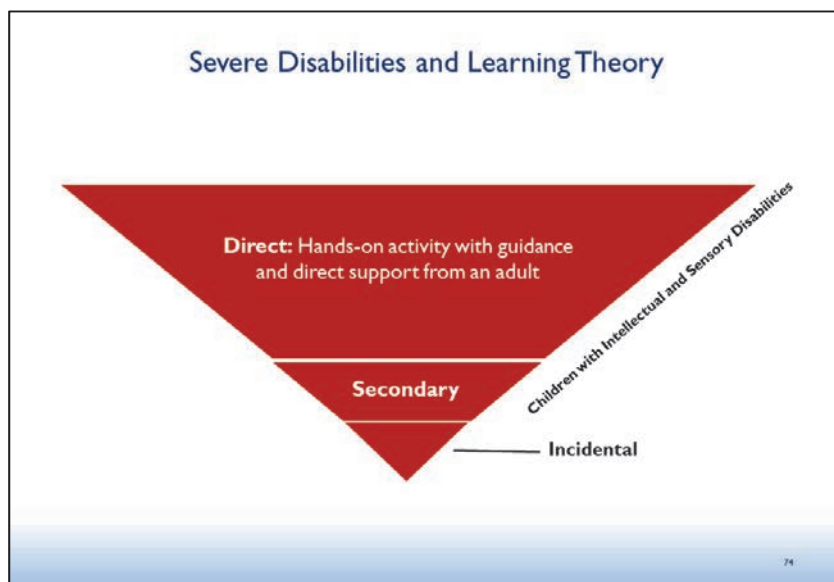 Severe Disabilities and Learning Theory
Direct: Hands-on activity with guidance
and direct support from an adult
Children with Intellectual and Sensory Disabilities
Secondary
Incidental
74